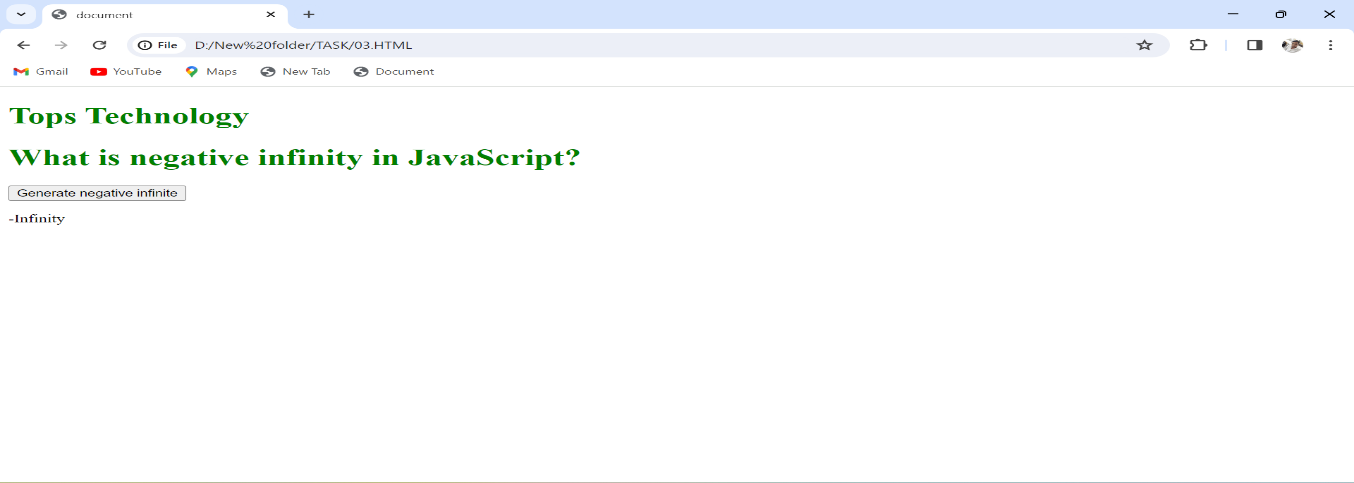 document
File D:/New%20folder/TASK/03.HTML
Gmail YouTube Maps New Tab Document
Tops Technology
What is negative infinity in JavaScript?
Generate negative infinite
-Infinity